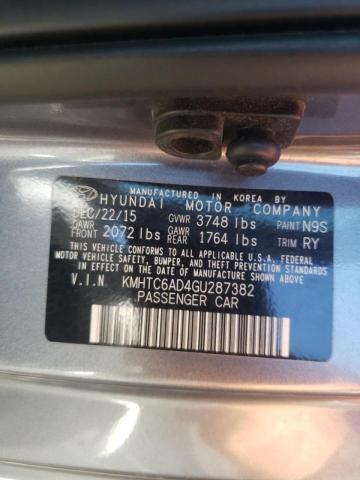 MANUFACTURED IN KOREA BY
HYUNDAI MOTOR COMPANY
DEC/22/15 GVWR 3748 lbs PAINT N9S
GAWR FRONT 2072 lbs GAWR REAR 1764 lbs TRIM RY
THIS VEHICLE CONFORMS TO ALL APPLICABLE U.S.A. FEDERAL
MOTOR VEHICLE SAFETY, BUMPER, AND THEFT PREVENTION STANDARDS
IN EFFECT ON THE DATE OF MANUFACTURE SHOWN ABOVE.
V.I.N KMHTC6AD4GU287382
PASSENGER CAR